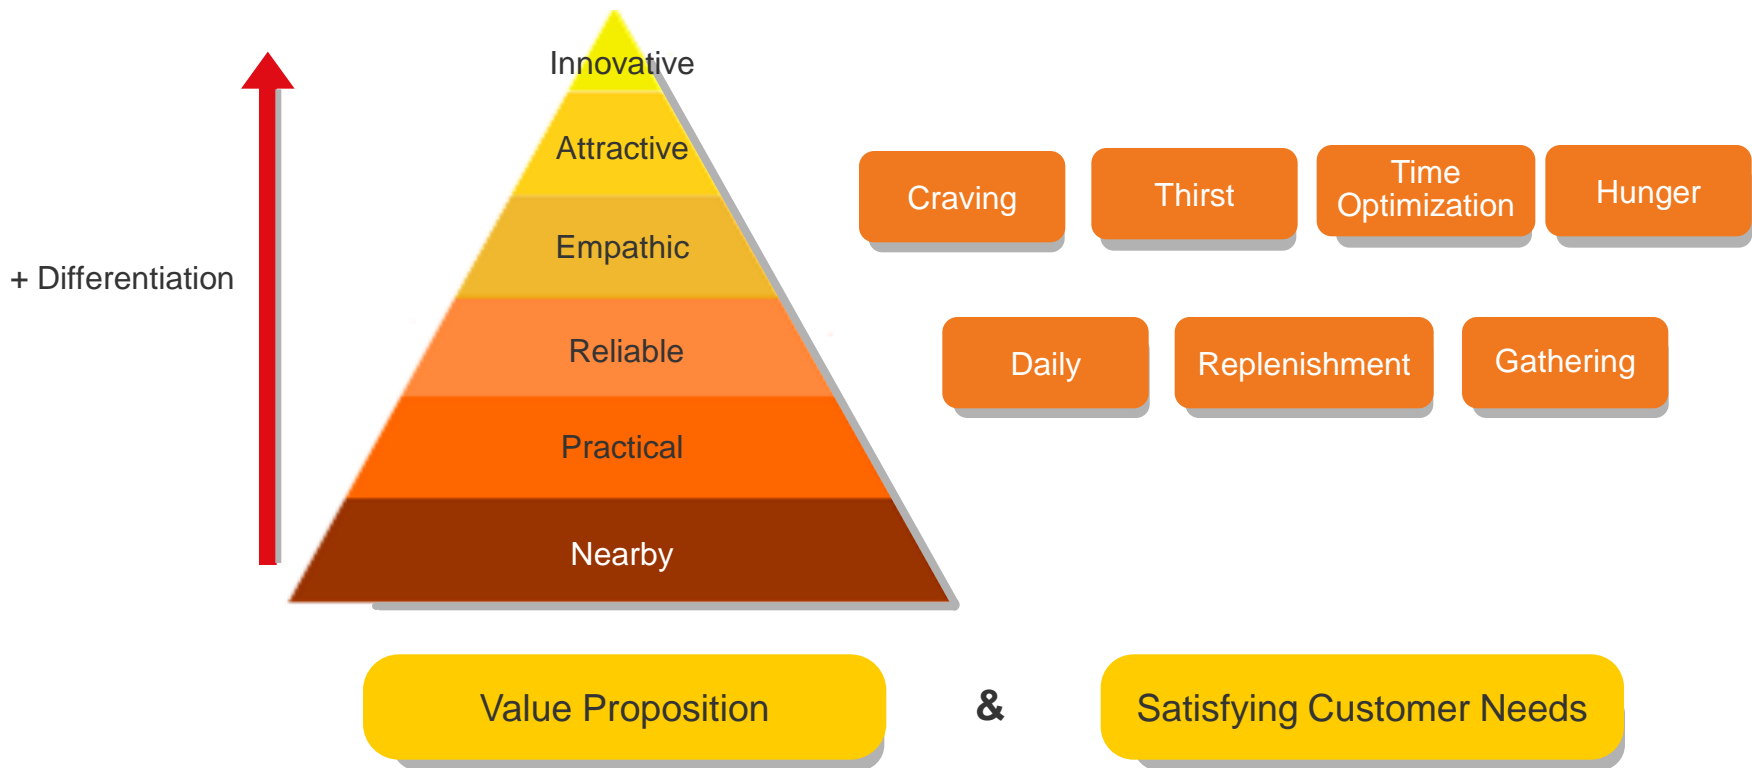 + Differentiation
Innovative
Attractive
Empathic
Reliable
Practical
Nearby
Craving
Thirst
Time
Optimization
Hunger
Daily
Replenishment
Gathering
Value Proposition
&
Satisfying Customer Needs